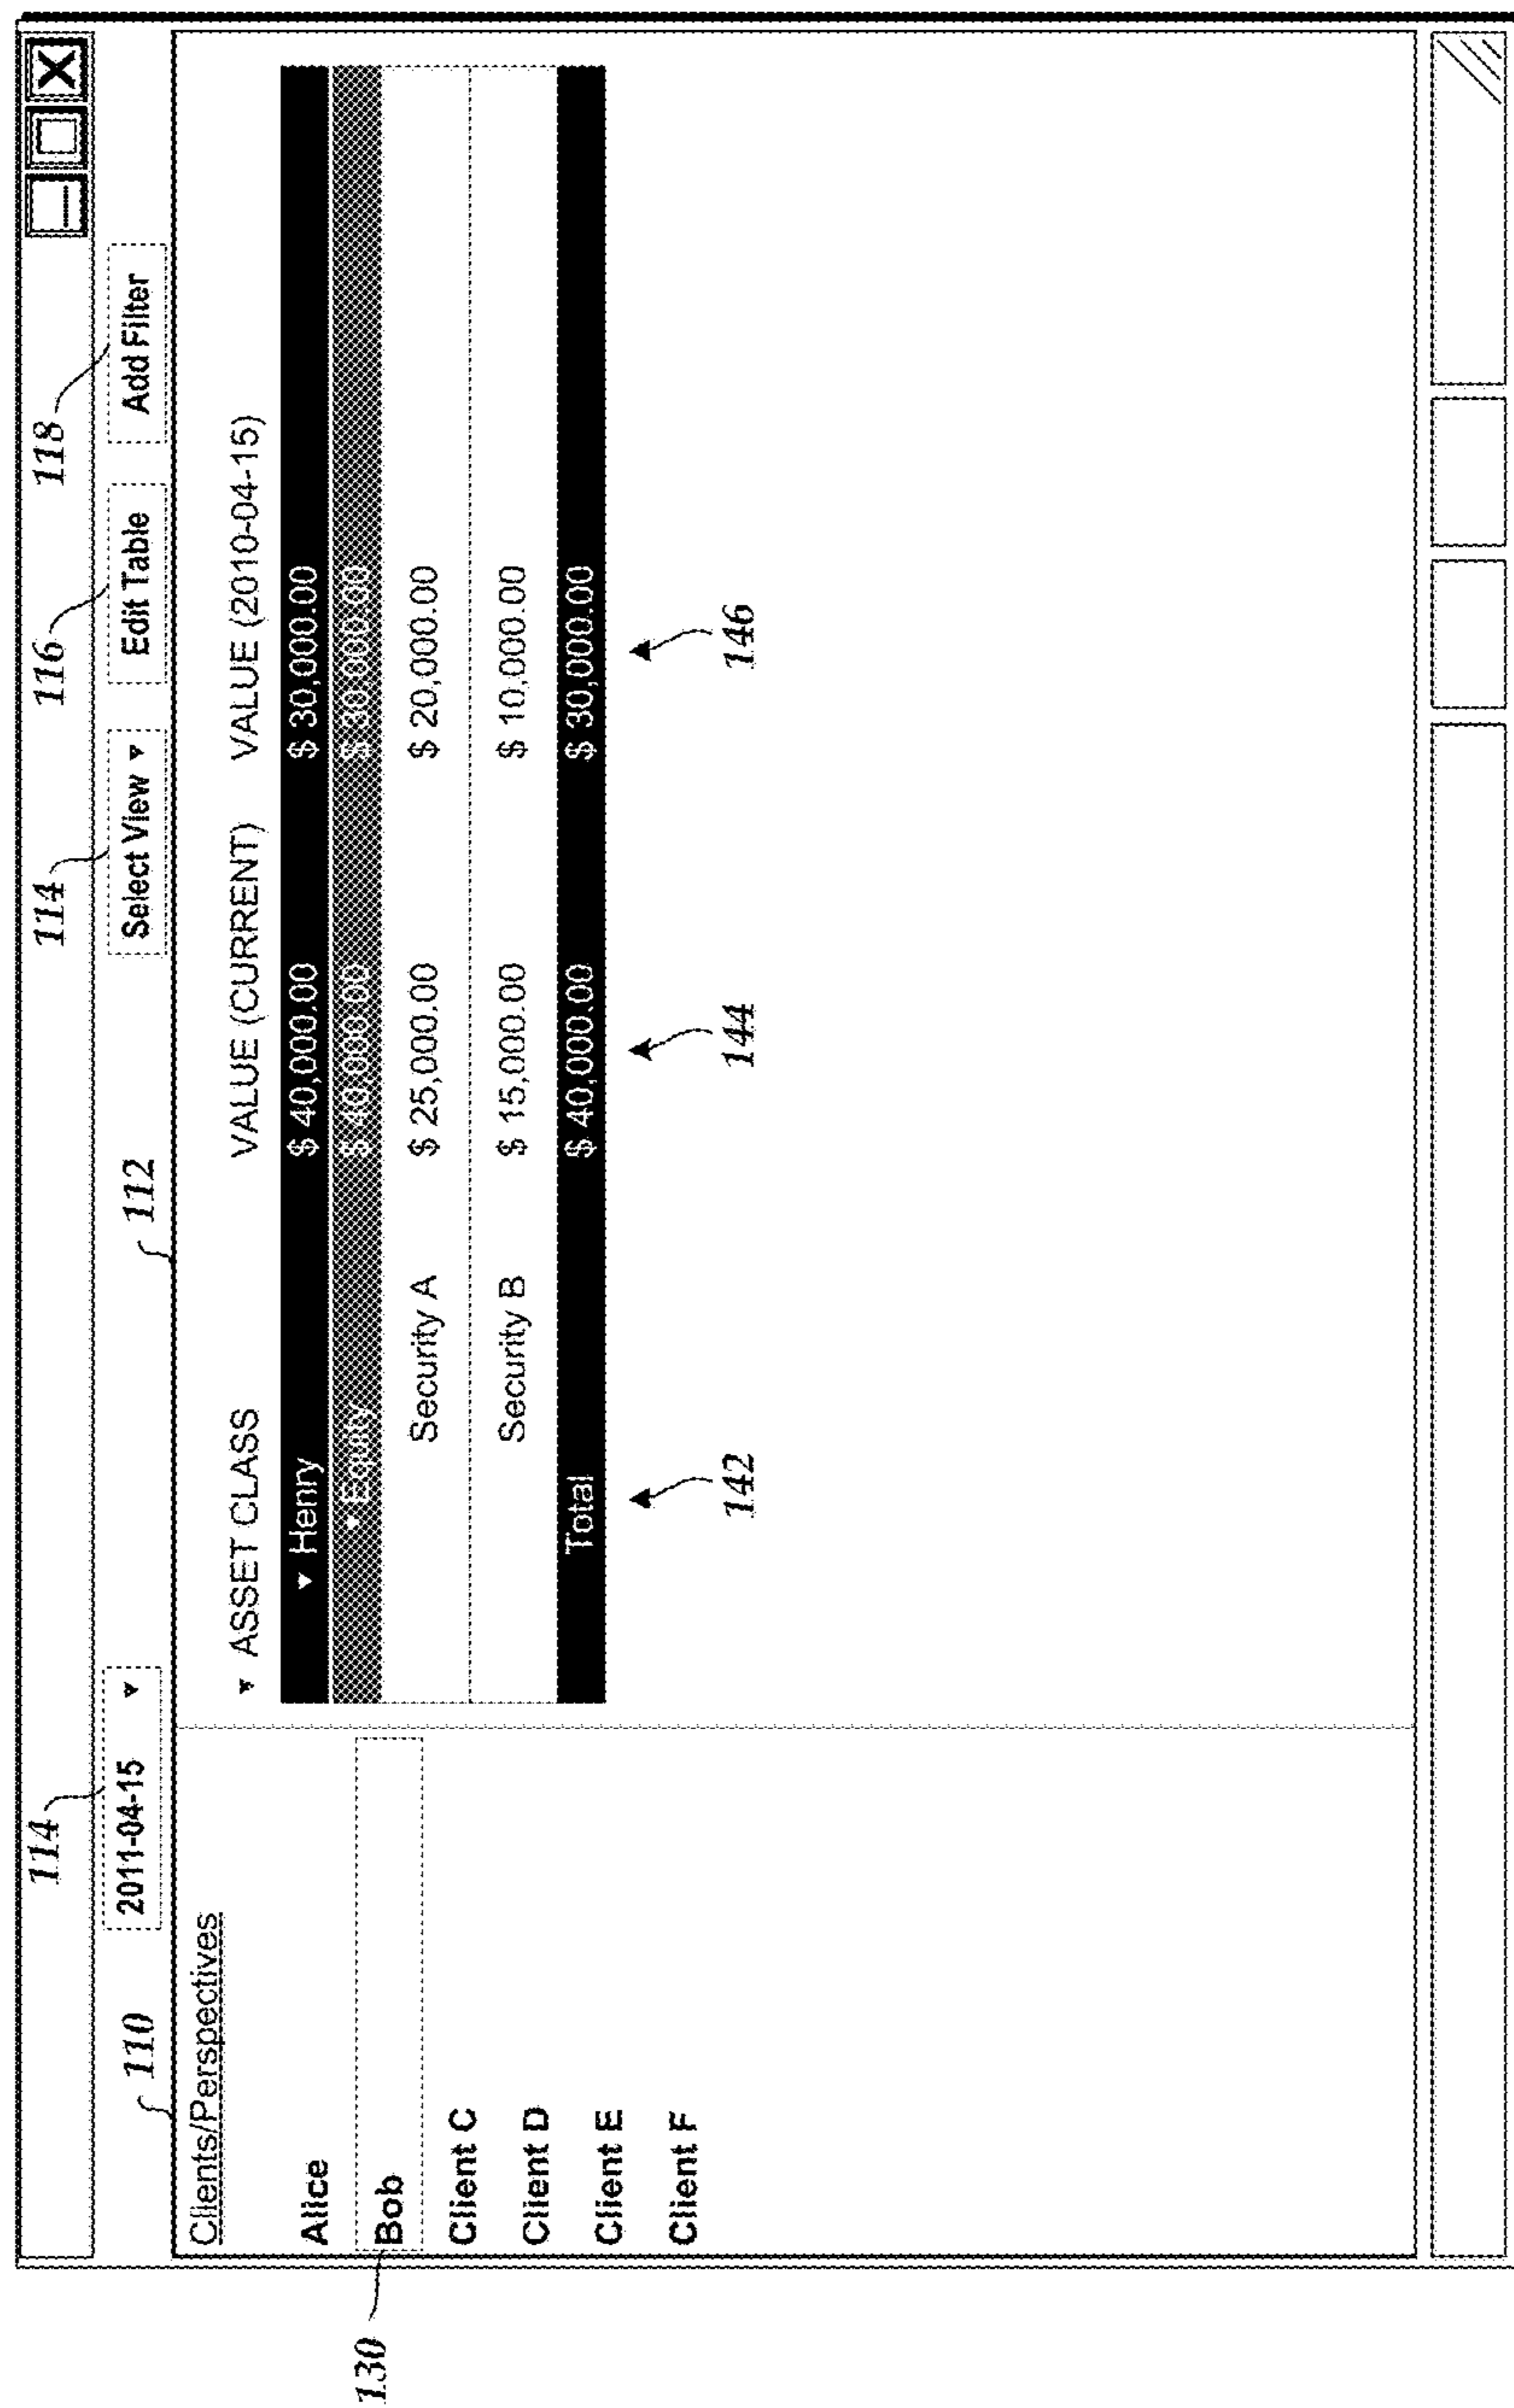 114 114 116 118
110 2011-04-15 ▼ 112 Select View ▼ Edit Table Add Filter
Clients/Perspectives
Alice
130 Bob
Client C
Client D
Client E
Client F
▼ ASSET CLASS VALUE (CURRENT) VALUE (2010-04-15)
▼ Henry $ 40,000.00 $ 30,000.00
▼ Equity $ 40,000.00 $ 30,000.00
Security A $ 25,000.00 $ 20,000.00
Security B $ 15,000.00 $ 10,000.00
Total $ 40,000.00 $ 30,000.00
142 144 146